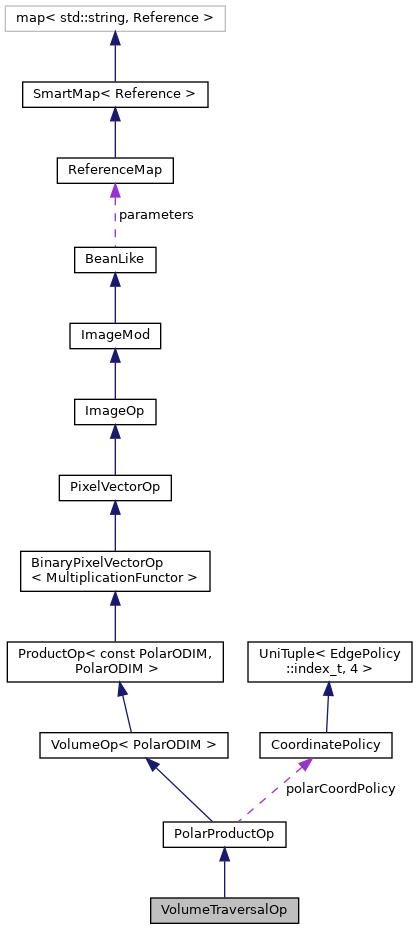 map< std::string, Reference >
SmartMap< Reference >
ReferenceMap
parameters
BeanLike
ImageMod
ImageOp
PixelVectorOp
BinaryPixelVectorOp
< MultiplicationFunctor >
ProductOp< const PolarODIM,
PolarODIM >
UniTuple< EdgePolicy
::index_t, 4 >
VolumeOp< PolarODIM >
CoordinatePolicy
polarCoordPolicy
PolarProductOp
VolumeTraversalOp